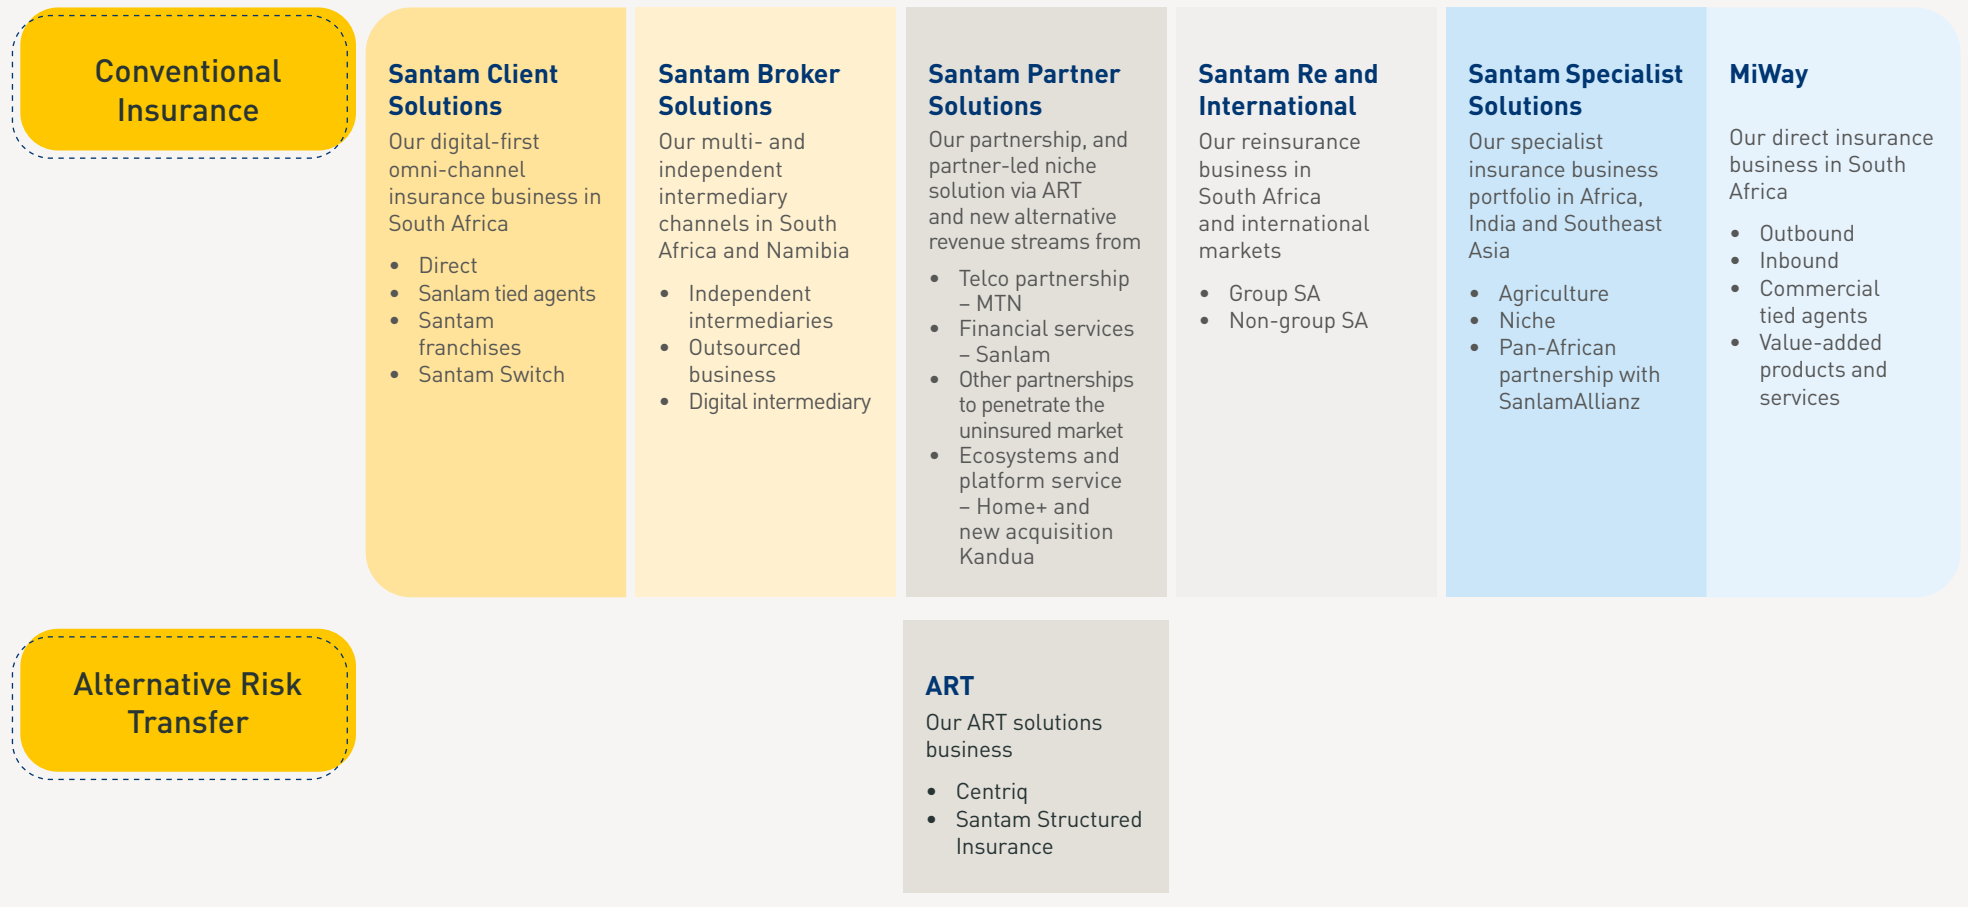 Conventional
Insurance
Santam Client
Solutions
Our digital-first
omni-channel
insurance business in
South Africa
• Direct
• Sanlam tied agents
• Santam
franchises
• Santam Switch
Santam Broker
Solutions
Our multi- and
independent
intermediary
channels in South
Africa and Namibia
• Independent
intermediaries
• Outsourced
business
• Digital intermediary
Santam Partner
Solutions
Our partnership, and
partner-led niche
solution via ART
and new alternative
revenue streams from
• Telco partnership
– MTN
• Financial services
– Sanlam
• Other partnerships
to penetrate the
uninsured market
• Ecosystems and
platform service
– Home+ and
new acquisition
Kandua
Santam Re and
International
Our reinsurance
business in
South Africa
and international
markets
• Group SA
• Non-group SA
Santam Specialist
Solutions
Our specialist
insurance business
portfolio in Africa,
India and Southeast
Asia
• Agriculture
• Niche
• Pan-African
partnership with
SanlamAllianz
MiWay
Our direct insurance
business in South
Africa
• Outbound
• Inbound
• Commercial
tied agents
• Value-added
products and
services
Alternative Risk
Transfer
ART
Our ART solutions
business
• Centriq
• Santam Structured
Insurance